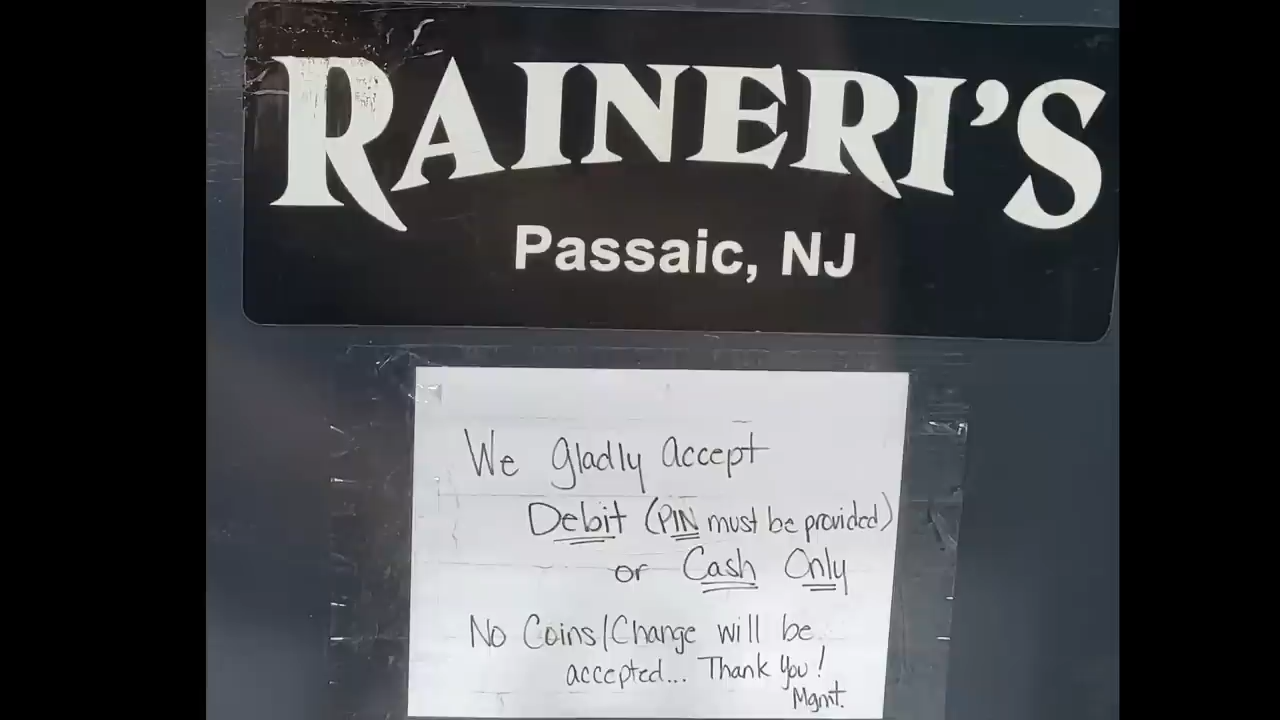 RAINERI'S
Passaic, NJ
We gladly accept
Debit (PIN must be provided)
or Cash Only
No Coins/Change will be
accepted... Thank you!
Mgmt.